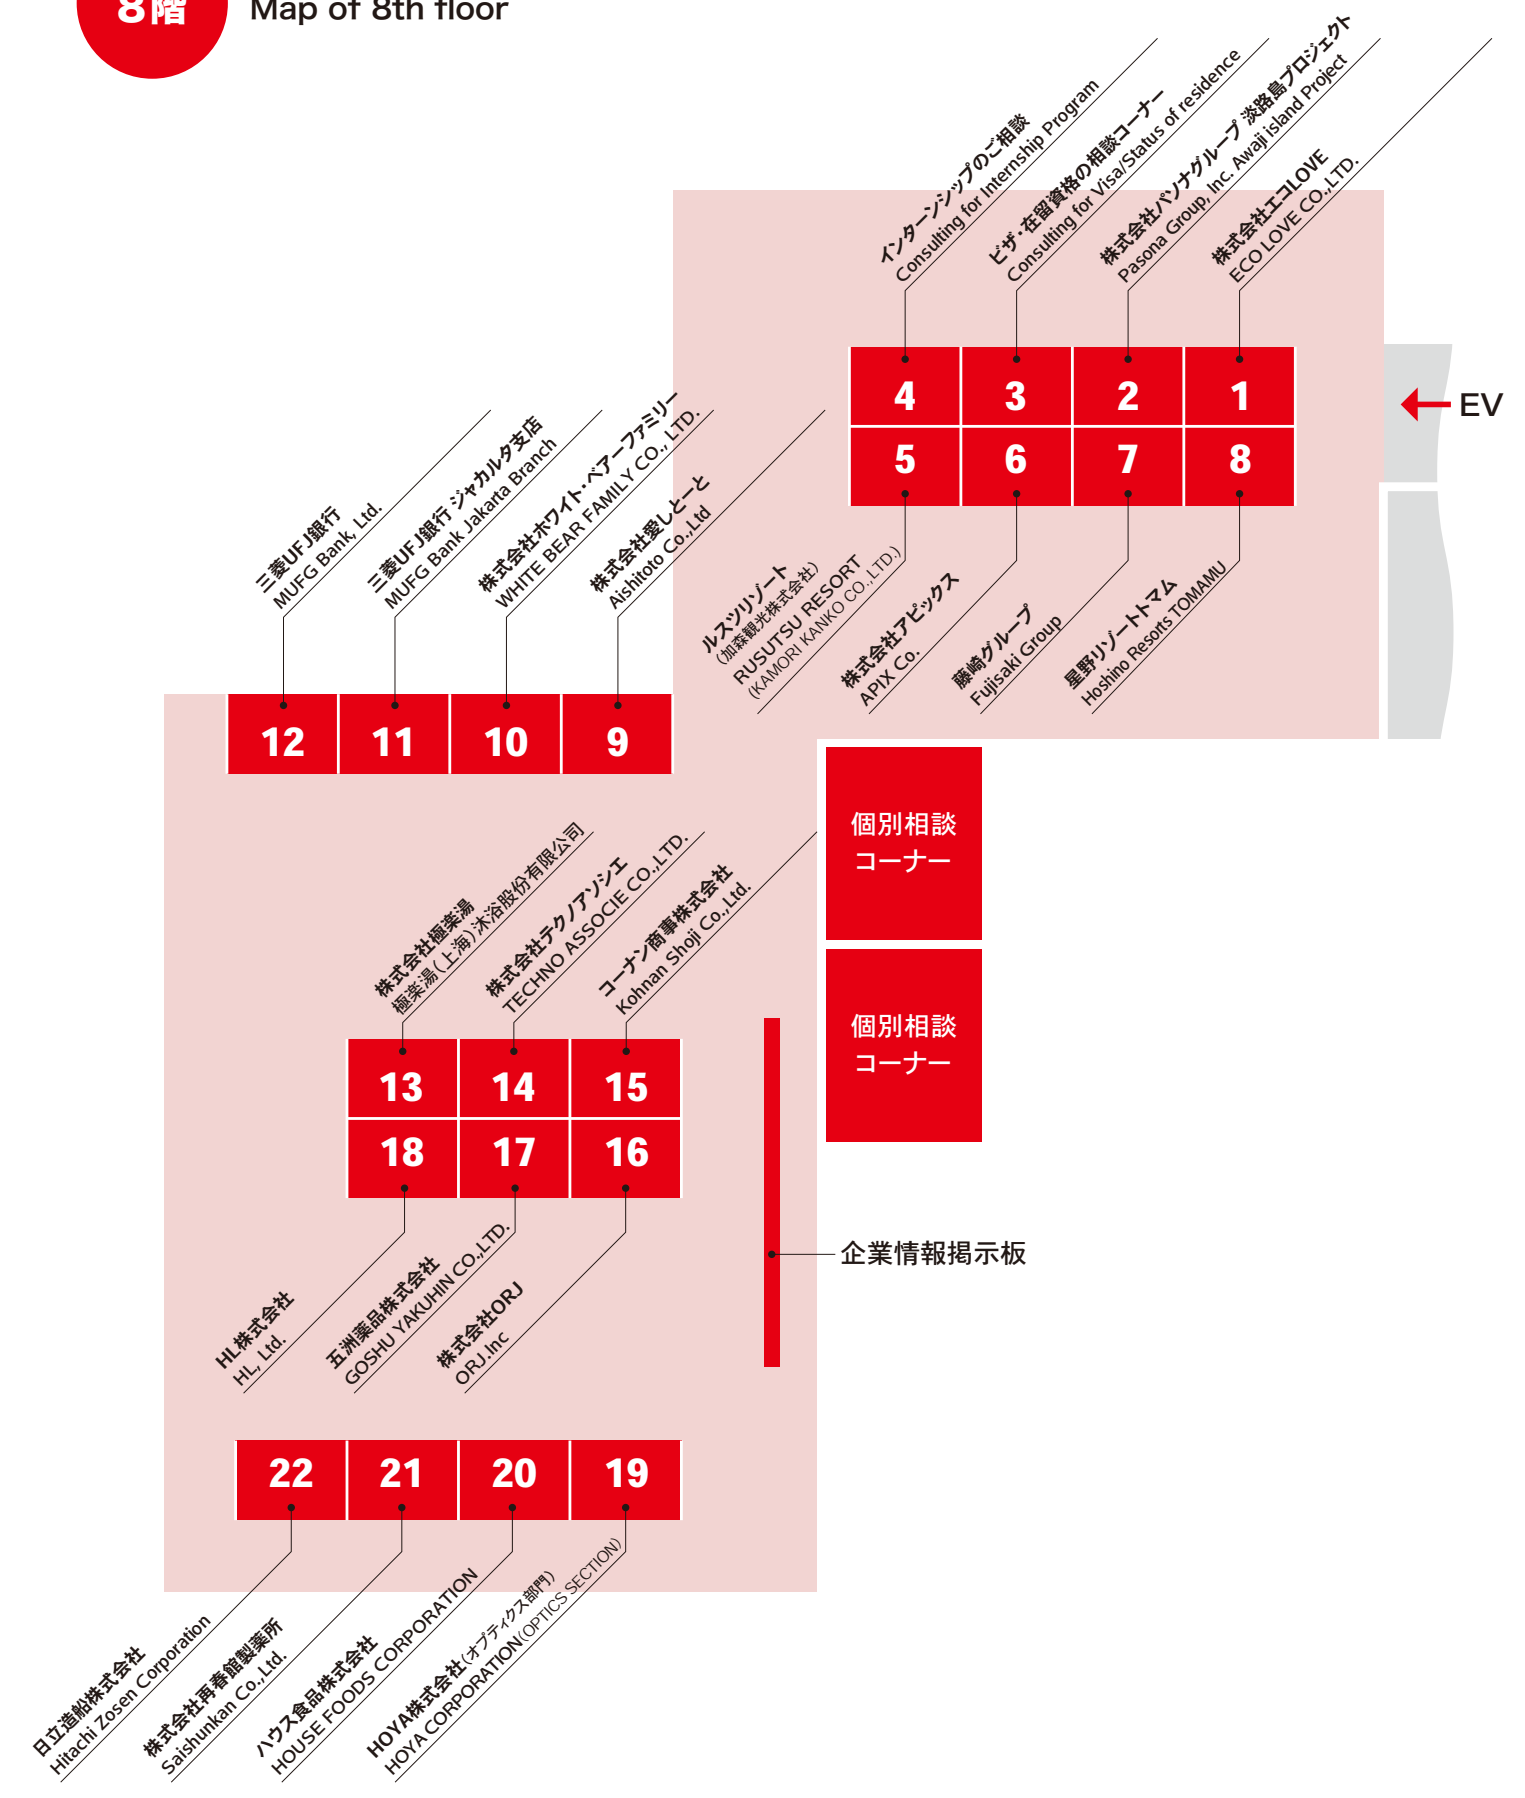 8階
Map of 8th floor
インターンシップのご相談
Consulting for Internship Program
ビザ・在留資格の相談コーナー
Consulting for Visa/Status of residence
株式会社パソナグループ 淡路島プロジェクト
Pasona Group, Inc. Awaji island Project
株式会社エコLOVE
ECO LOVE CO.,LTD.
4
3
2
1
EV
5
6
7
8
ルスツリゾート
(加森観光株式会社)
RUSUTSU RESORT
(KAMORI KANKO CO.,LTD.)
株式会社アピックス
APIX Co.
藤崎グループ
Fujisaki Group
星野リゾートトマム
Hoshino Resorts TOMAMU
三菱UFJ銀行
MUFG Bank, Ltd.
三菱UFJ銀行 ジャカルタ支店
MUFG Bank Jakarta Branch
株式会社ホワイト・ベアーファミリー
WHITE BEAR FAMILY CO., LTD.
株式会社愛しとーと
Aishitoto Co.,Ltd
12
11
10
9
個別相談
コーナー
個別相談
コーナー
株式会社極楽湯
極楽湯(上海)沐浴股份有限公司
株式会社テクノアソシエ
TECHNO ASSOCIE CO.,LTD.
コーナン商事株式会社
Kohnan Shoji Co.,Ltd.
13
14
15
18
17
16
企業情報掲示板
HL株式会社
HL, Ltd.
五洲薬品株式会社
GOSHU YAKUHIN CO.,LTD.
株式会社ORJ
ORJ.Inc
22
21
20
19
日立造船株式会社
Hitachi Zosen Corporation
株式会社再春館製薬所
Saishunkan Co.,Ltd.
ハウス食品株式会社
HOUSE FOODS CORPORATION
HOYA株式会社(オプティクス部門)
HOYA CORPORATION(OPTICS SECTION)